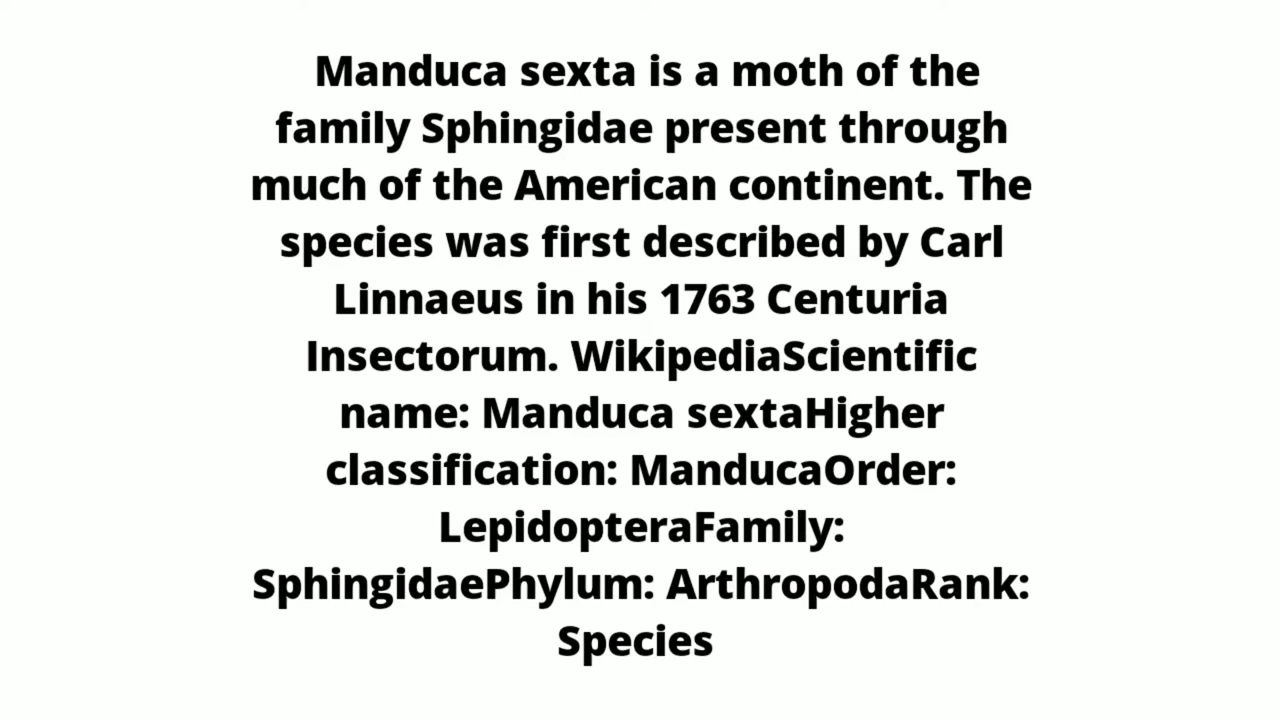 Manduca sexta is a moth of the
family Sphingidae present through
much of the American continent. The
species was first described by Carl
Linnaeus in his 1763 Centuria
Insectorum. WikipediaScientific
name: Manduca sextaHigher
classification: ManducaOrder:
LepidopteraFamily:
SphingidaePhylum: ArthropodaRank:
Species